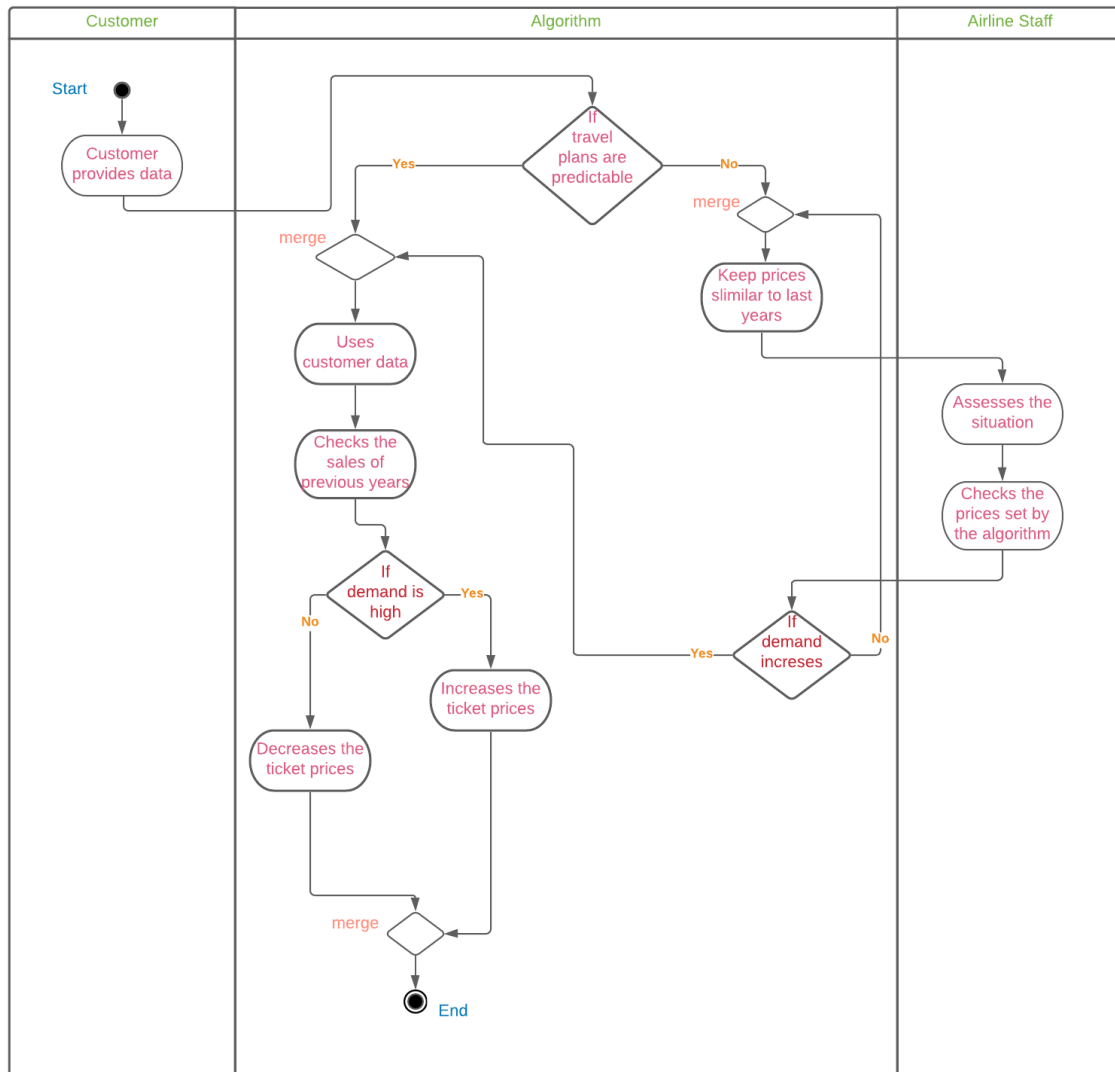 Customer
Algorithm
Airline Staff
Start
Customer
provides data
If
travel
plans are
predictable
Yes
No
merge
merge
Keep prices
slimilar to last
years
Uses
customer data
Assesses the
situation
Checks the
sales of
previous years
Checks the
prices set by
the algorithm
If
demand is
high
Yes
No
If
demand
increses
Yes
No
Increases the
ticket prices
Decreases the
ticket prices
merge
End